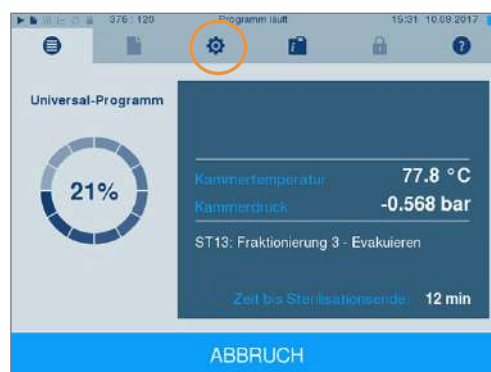 376 : 120 Programm läuft 15:31 10.08.2017
Universal-Programm
21%
Kammertemperatur 77.8 °C
Kammerdruck -0.568 bar
ST13: Fraktionierung 3 - Evakuieren
Zeit bis Sterilisationsende: 12 min
ABBRUCH